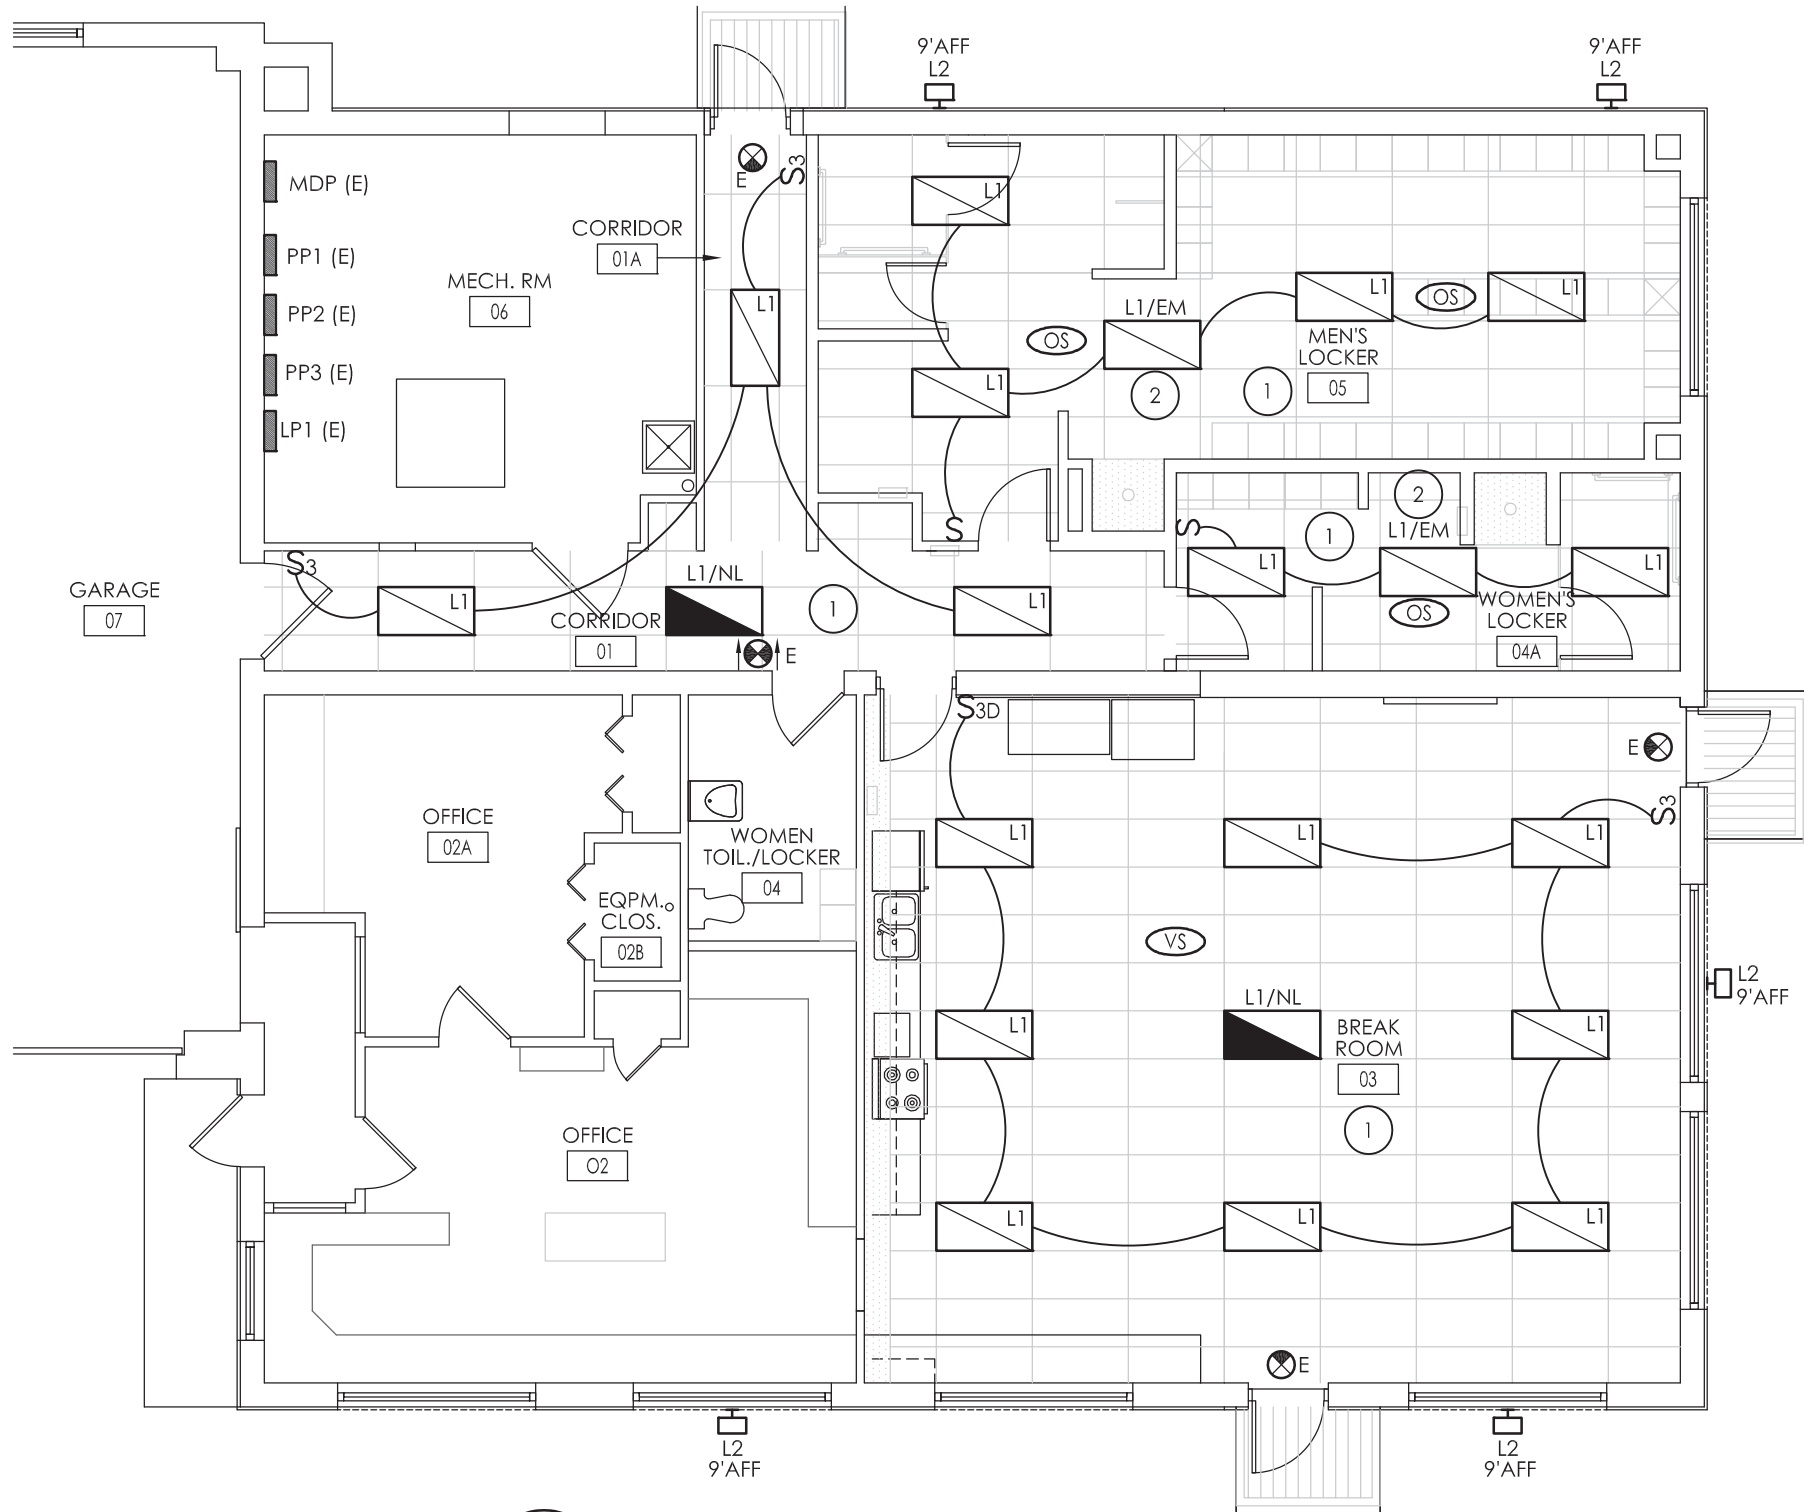 9'AFF
L2
9'AFF
L2
MDP (E)
E
S3
L1
CORRIDOR
01A
PP1 (E)
MECH. RM
06
PP2 (E)
L1
L1/EM
OS
L1
OS
L1
MEN'S
LOCKER
05
PP3 (E)
L1
2
1
LP1 (E)
S
2
L1/EM
S
1
S3
L1
L1
GARAGE
07
L1
L1/NL
1
L1
CORRIDOR
01
E
OS
WOMEN'S
LOCKER
04A
S3D
E
OFFICE
02A
WOMEN
TOIL./LOCKER
04
L1
L1
L1
S3
EQPM.
CLOS.
02B
VS
L2
9'AFF
L1
L1/NL
L1
BREAK
ROOM
03
1
OFFICE
O2
L1
L1
L1
E
L2
9'AFF
L2
9'AFF